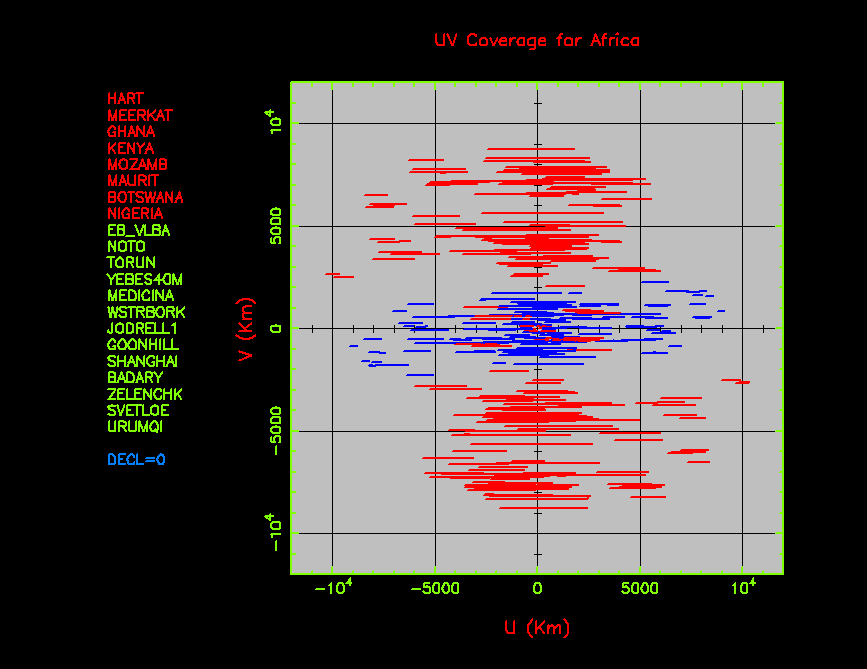 UV Coverage for Africa
HART
MEERKAT
GHANA
KENYA
MOZAMB
MAURIT
BOTSWANA
NIGERIA
EB_VLBA
NOTO
TORUN
YEBES40M
MEDICINA
WSTRBORK
JODRELL1
GOONHILL
SHANGHAI
BADARY
ZELENCHK
SVETLOE
URUMQI
DECL=0
V (Km)
10⁴
5000
0
−5000
−10⁴
−10⁴ −5000 0 5000 10⁴
U (Km)